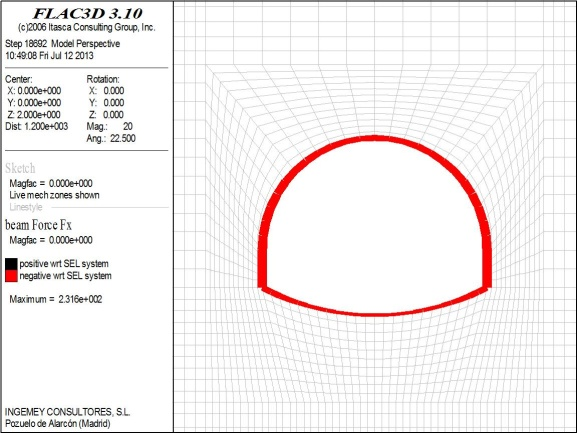 FLAC3D 3.10
(c)2006 Itasca Consulting Group, Inc.
Step 18692 Model Perspective
10:49:08 Fri Jul 12 2013
Center: Rotation:
X: 0.000e+000 X: 0.000
Y: 0.000e+000 Y: 0.000
Z: 2.000e+000 Z: 0.000
Dist: 1.200e+003 Mag.: 20
Ang.: 22.500
Sketch
Magfac = 0.000e+000
Live mech zones shown
Linestyle
beam Force Fx
Magfac = 0.000e+000
positive wrt SEL system
negative wrt SEL system
Maximum = 2.316e+002
INGEMEY CONSULTORES, S.L.
Pozuelo de Alarcón (Madrid)